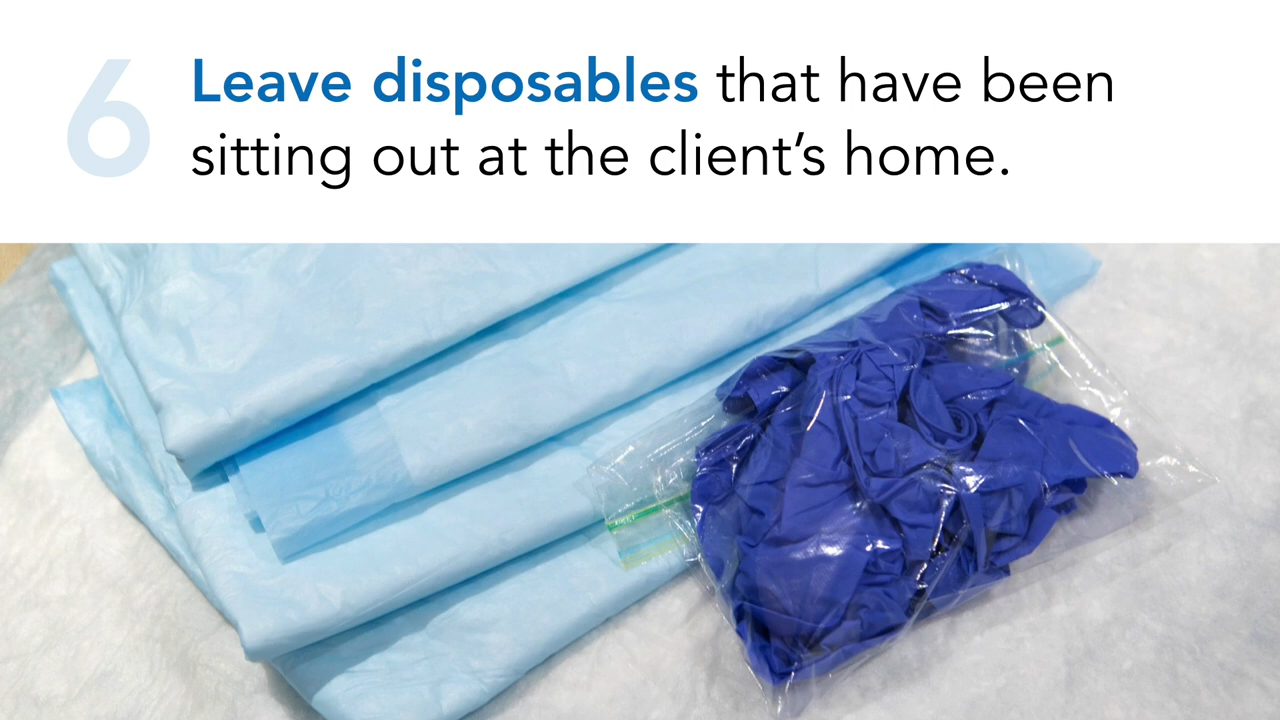 6
Leave disposables that have been
sitting out at the client’s home.